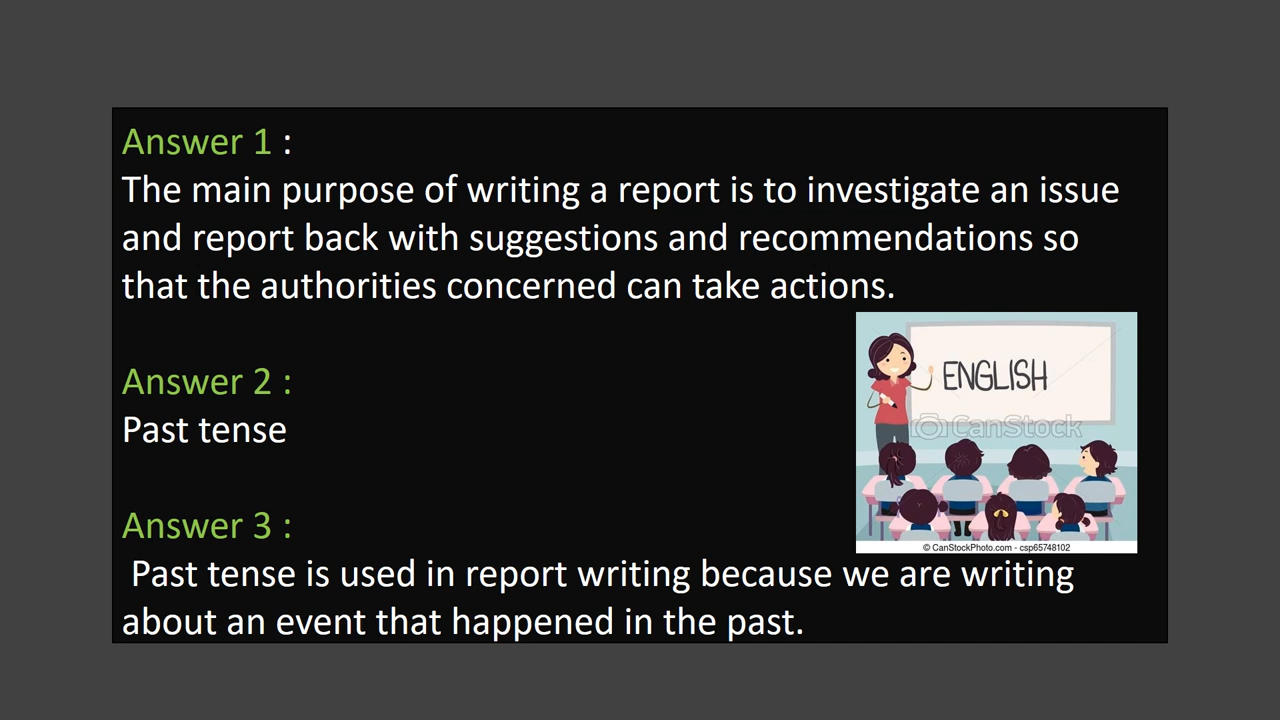 Answer 1 :
The main purpose of writing a report is to investigate an issue
and report back with suggestions and recommendations so
that the authorities concerned can take actions.
Answer 2 :
Past tense
ENGLISH
CanStock
© CanStockPhoto.com - csp65748102
Answer 3 :
Past tense is used in report writing because we are writing
about an event that happened in the past.